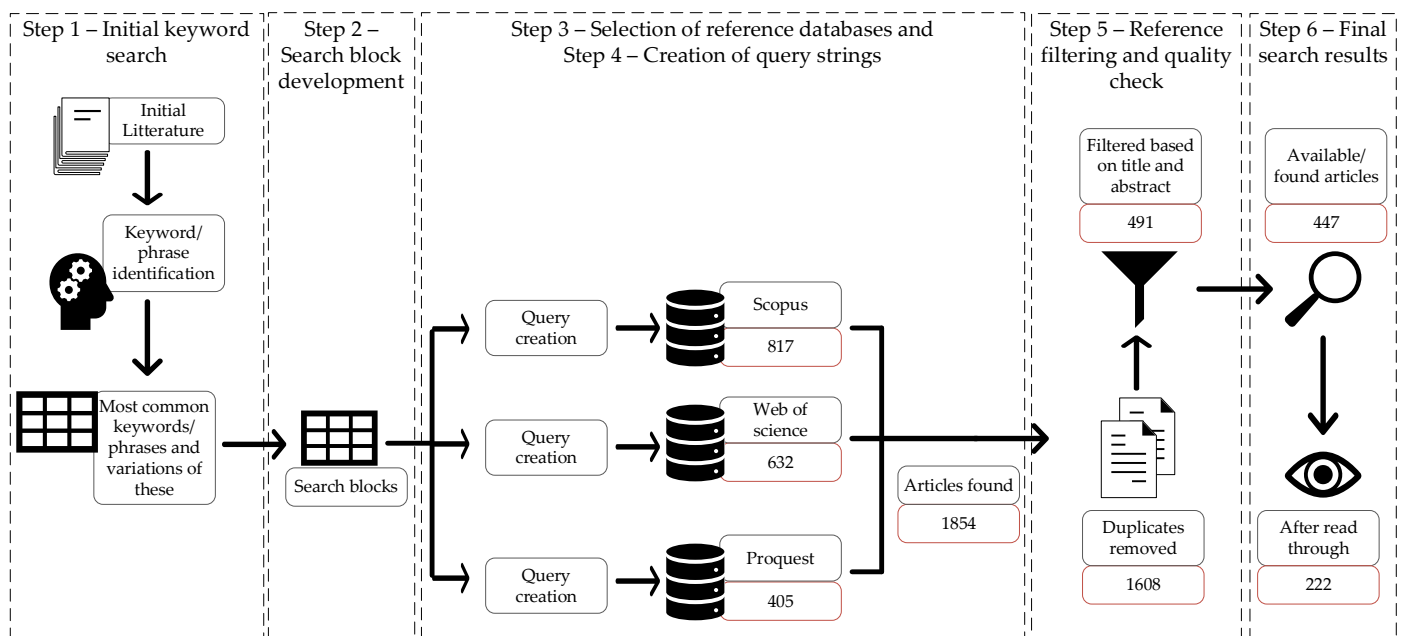 Step 1 – Initial keyword
search
Initial
Litterature
Keyword/
phrase
identification
Most common
keywords/
phrases and
variations of
these
Step 2 –
Search block
development
Search blocks
Step 3 – Selection of reference databases and
Step 4 – Creation of query strings
Query
creation
Scopus
817
Query
creation
Web of
science
632
Query
creation
Proquest
405
Articles found
1854
Step 5 – Reference
filtering and quality
check
Filtered based
on title and
abstract
491
Duplicates
removed
1608
Step 6 – Final
search results
Available/
found articles
447
After read
through
222